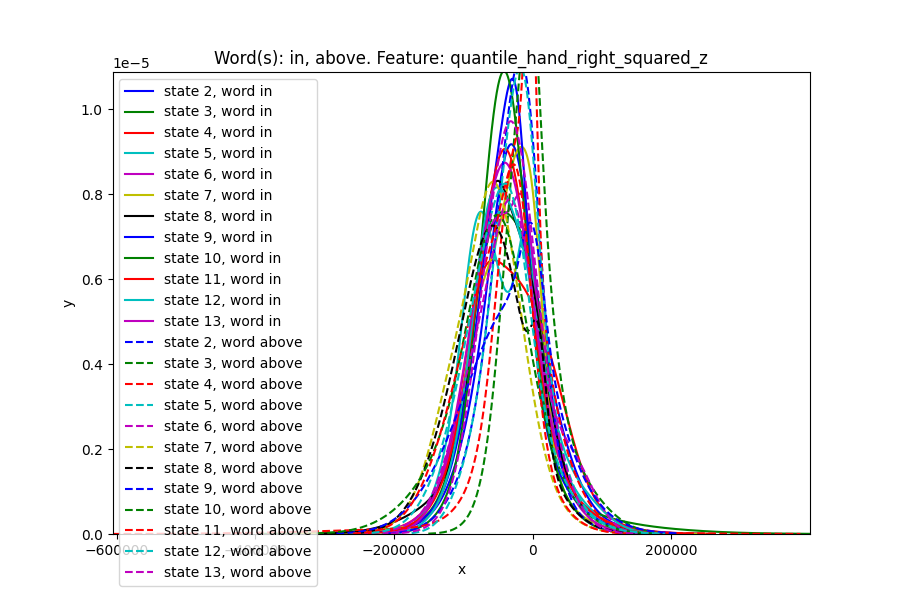 Word(s): in, above. Feature: quantile_hand_right_squared_z
1e−5
1.0
0.8
0.6
0.4
0.2
0.0
y
state 2, word in
state 3, word in
state 4, word in
state 5, word in
state 6, word in
state 7, word in
state 8, word in
state 9, word in
state 10, word in
state 11, word in
state 12, word in
state 13, word in
state 2, word above
state 3, word above
state 4, word above
state 5, word above
state 6, word above
state 7, word above
state 8, word above
state 9, word above
state 10, word above
state 11, word above
state 12, word above
state 13, word above
−600000 −400000 −200000 0 200000
x